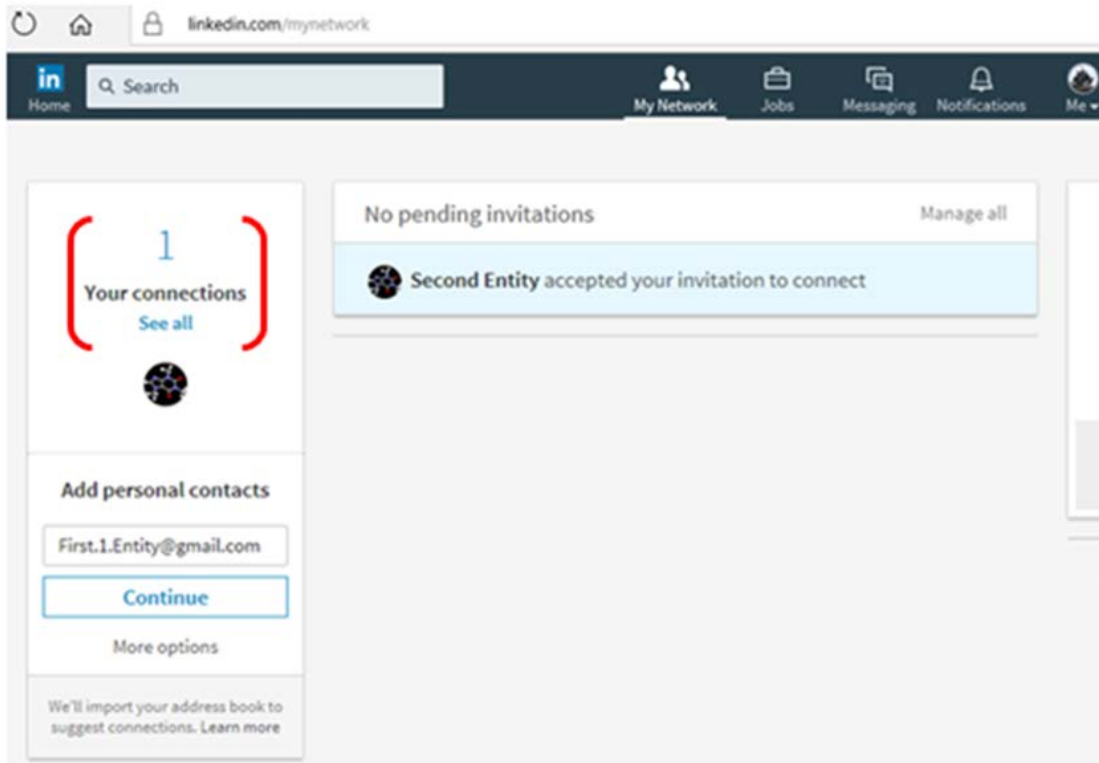 linkedin.com/mynetwork
in
Home
Search
My Network
Jobs
Messaging
Notifications
Me
1
Your connections
See all
No pending invitations
Manage all
Second Entity accepted your invitation to connect
Add personal contacts
First.1.Entity@gmail.com
Continue
More options
We'll import your address book to
suggest connections. Learn more